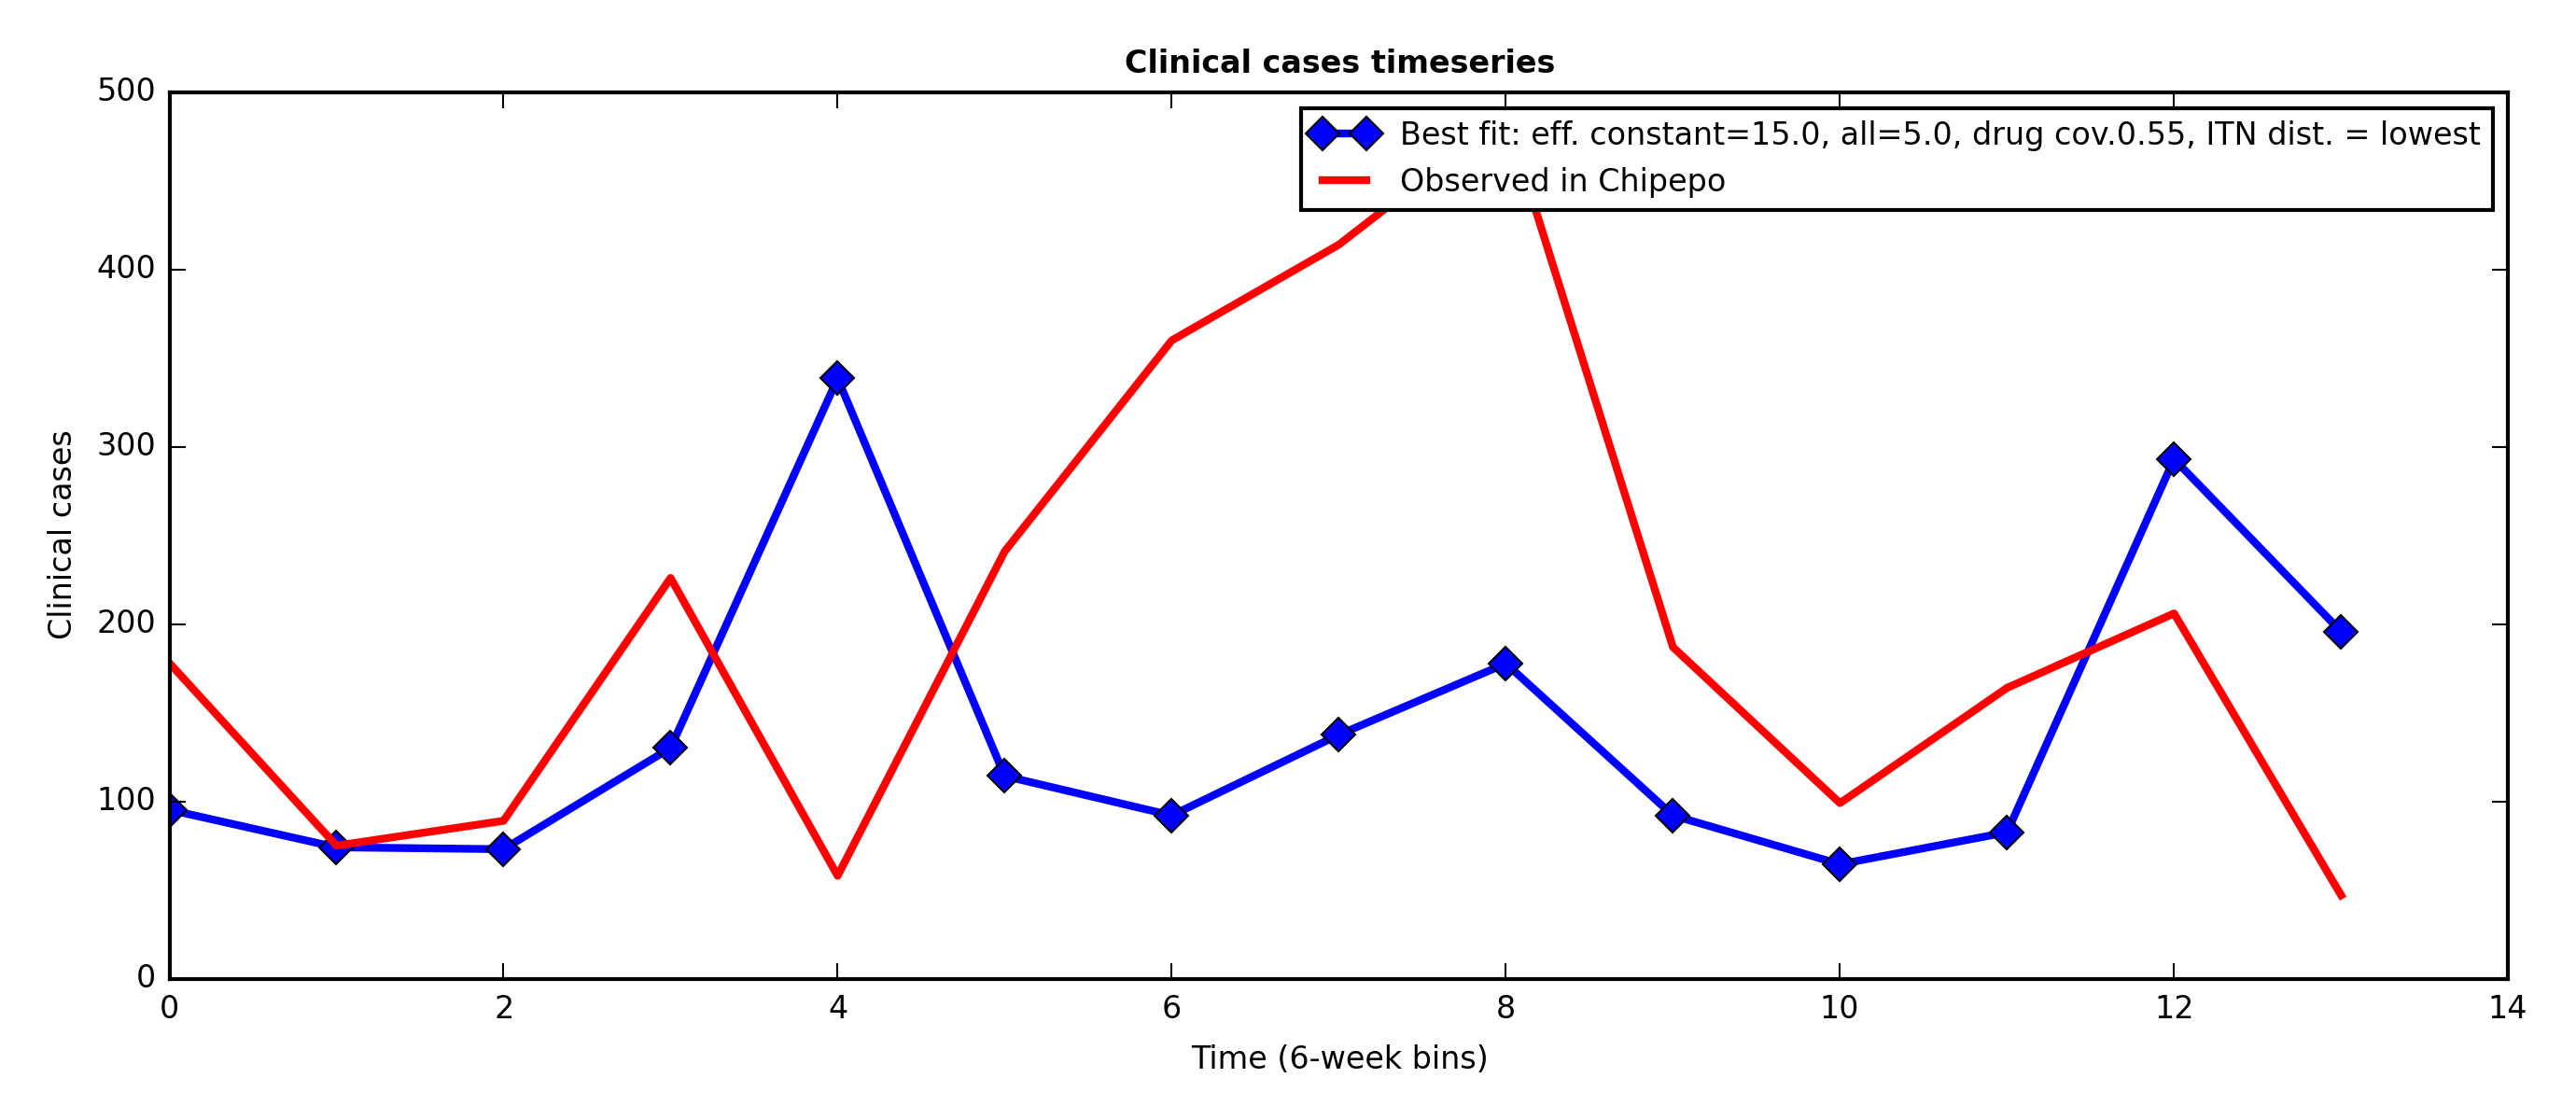 Clinical cases timeseries
500
400
300
200
100
0
Clinical cases
Best fit: eff. constant=15.0, all=5.0, drug cov.0.55, ITN dist. = lowest
Observed in Chipepo
0 2 4 6 8 10 12 14
Time (6-week bins)